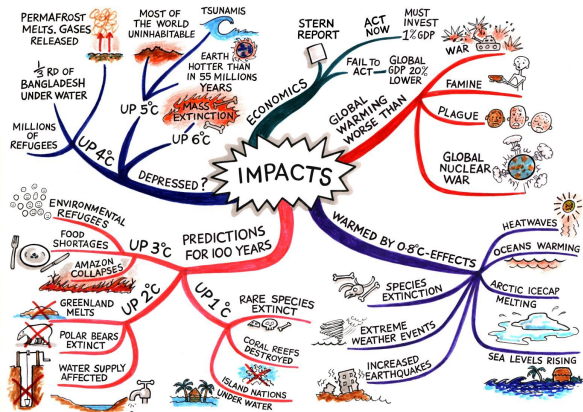 IMPACTS
ECONOMICS
STERN
REPORT
ACT
NOW
MUST
INVEST
1% GDP
FAIL TO
ACT
GLOBAL
GDP 20%
LOWER
GLOBAL
WARMING
WORSE THAN
WAR
FAMINE
PLAGUE
GLOBAL
NUCLEAR
WAR
WARMED BY 0.8°C-EFFECTS
HEATWAVES
OCEANS WARMING
ARCTIC ICECAP
MELTING
SEA LEVELS RISING
SPECIES
EXTINCTION
EXTREME
WEATHER EVENTS
INCREASED
EARTHQUAKES
PREDICTIONS
FOR 100 YEARS
UP 1°C
RARE SPECIES
EXTINCT
CORAL REEFS
DESTROYED
ISLAND NATIONS
UNDER WATER
UP 2°C
GREENLAND
MELTS
POLAR BEARS
EXTINCT
WATER SUPPLY
AFFECTED
UP 3°C
ENVIRONMENTAL
REFUGEES
FOOD
SHORTAGES
AMAZON
COLLAPSES
DEPRESSED?
UP 4°C
MILLIONS
OF
REFUGEES
⅓ RD OF
BANGLADESH
UNDER WATER
PERMAFROST
MELTS. GASES
RELEASED
UP 5°C
MOST OF
THE WORLD
UNINHABITABLE
TSUNAMIS
EARTH
HOTTER THAN
IN 55 MILLIONS
YEARS
UP 6°C
MASS
EXTINCTION